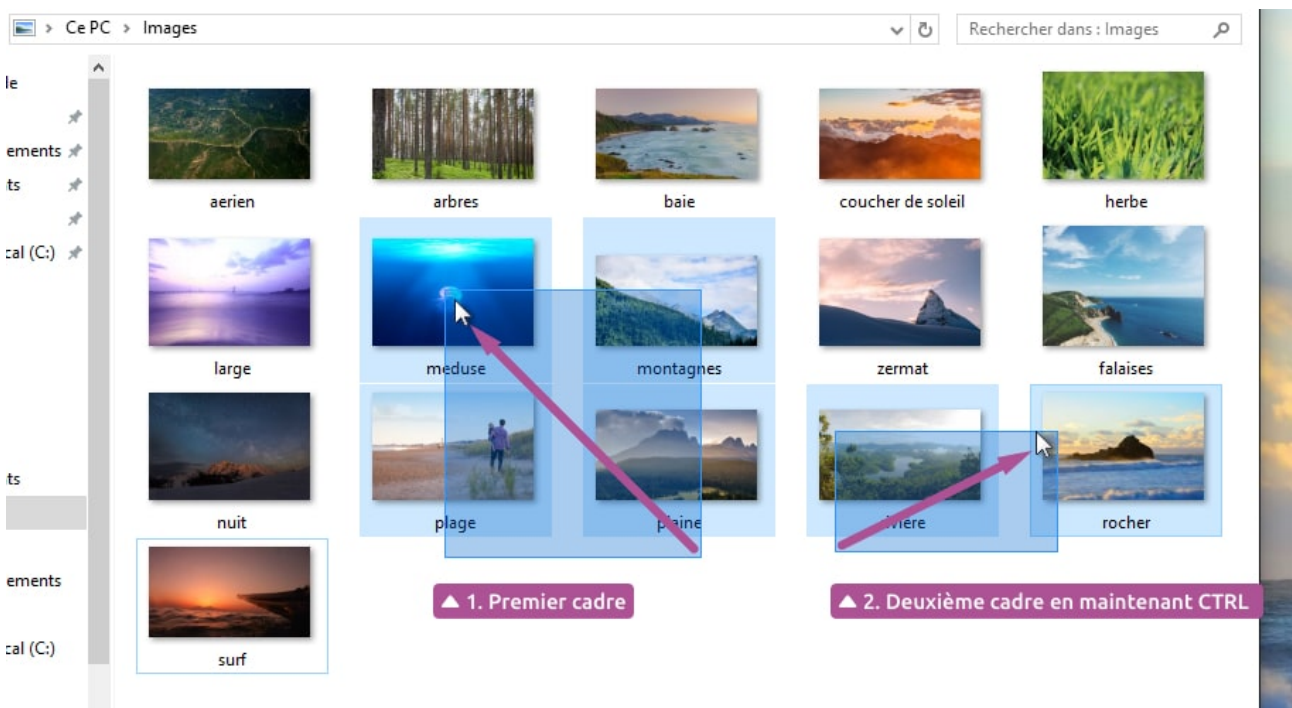 Ce PC > Images
Rechercher dans : Images
le
ements
ts
cal (C:)
aerien arbres baie coucher de soleil herbe
large meduse montagnes zermat falaises
ts
nuit plage plaine rivière rocher
ements
1. Premier cadre
2. Deuxième cadre en maintenant CTRL
cal (C:)
surf